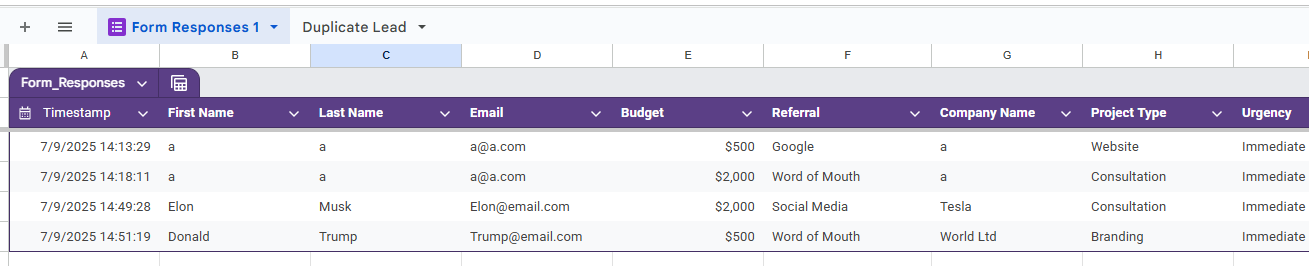 Form Responses 1 Duplicate Lead
A B C D E F G H
Form_Responses
Timestamp First Name Last Name Email Budget Referral Company Name Project Type Urgency
7/9/2025 14:13:29 a a a@a.com $500 Google a Website Immediate
7/9/2025 14:18:11 a a a@a.com $2,000 Word of Mouth a Consultation Immediate
7/9/2025 14:49:28 Elon Musk Elon@email.com $2,000 Social Media Tesla Consultation Immediate
7/9/2025 14:51:19 Donald Trump Trump@email.com $500 Word of Mouth World Ltd Branding Immediate